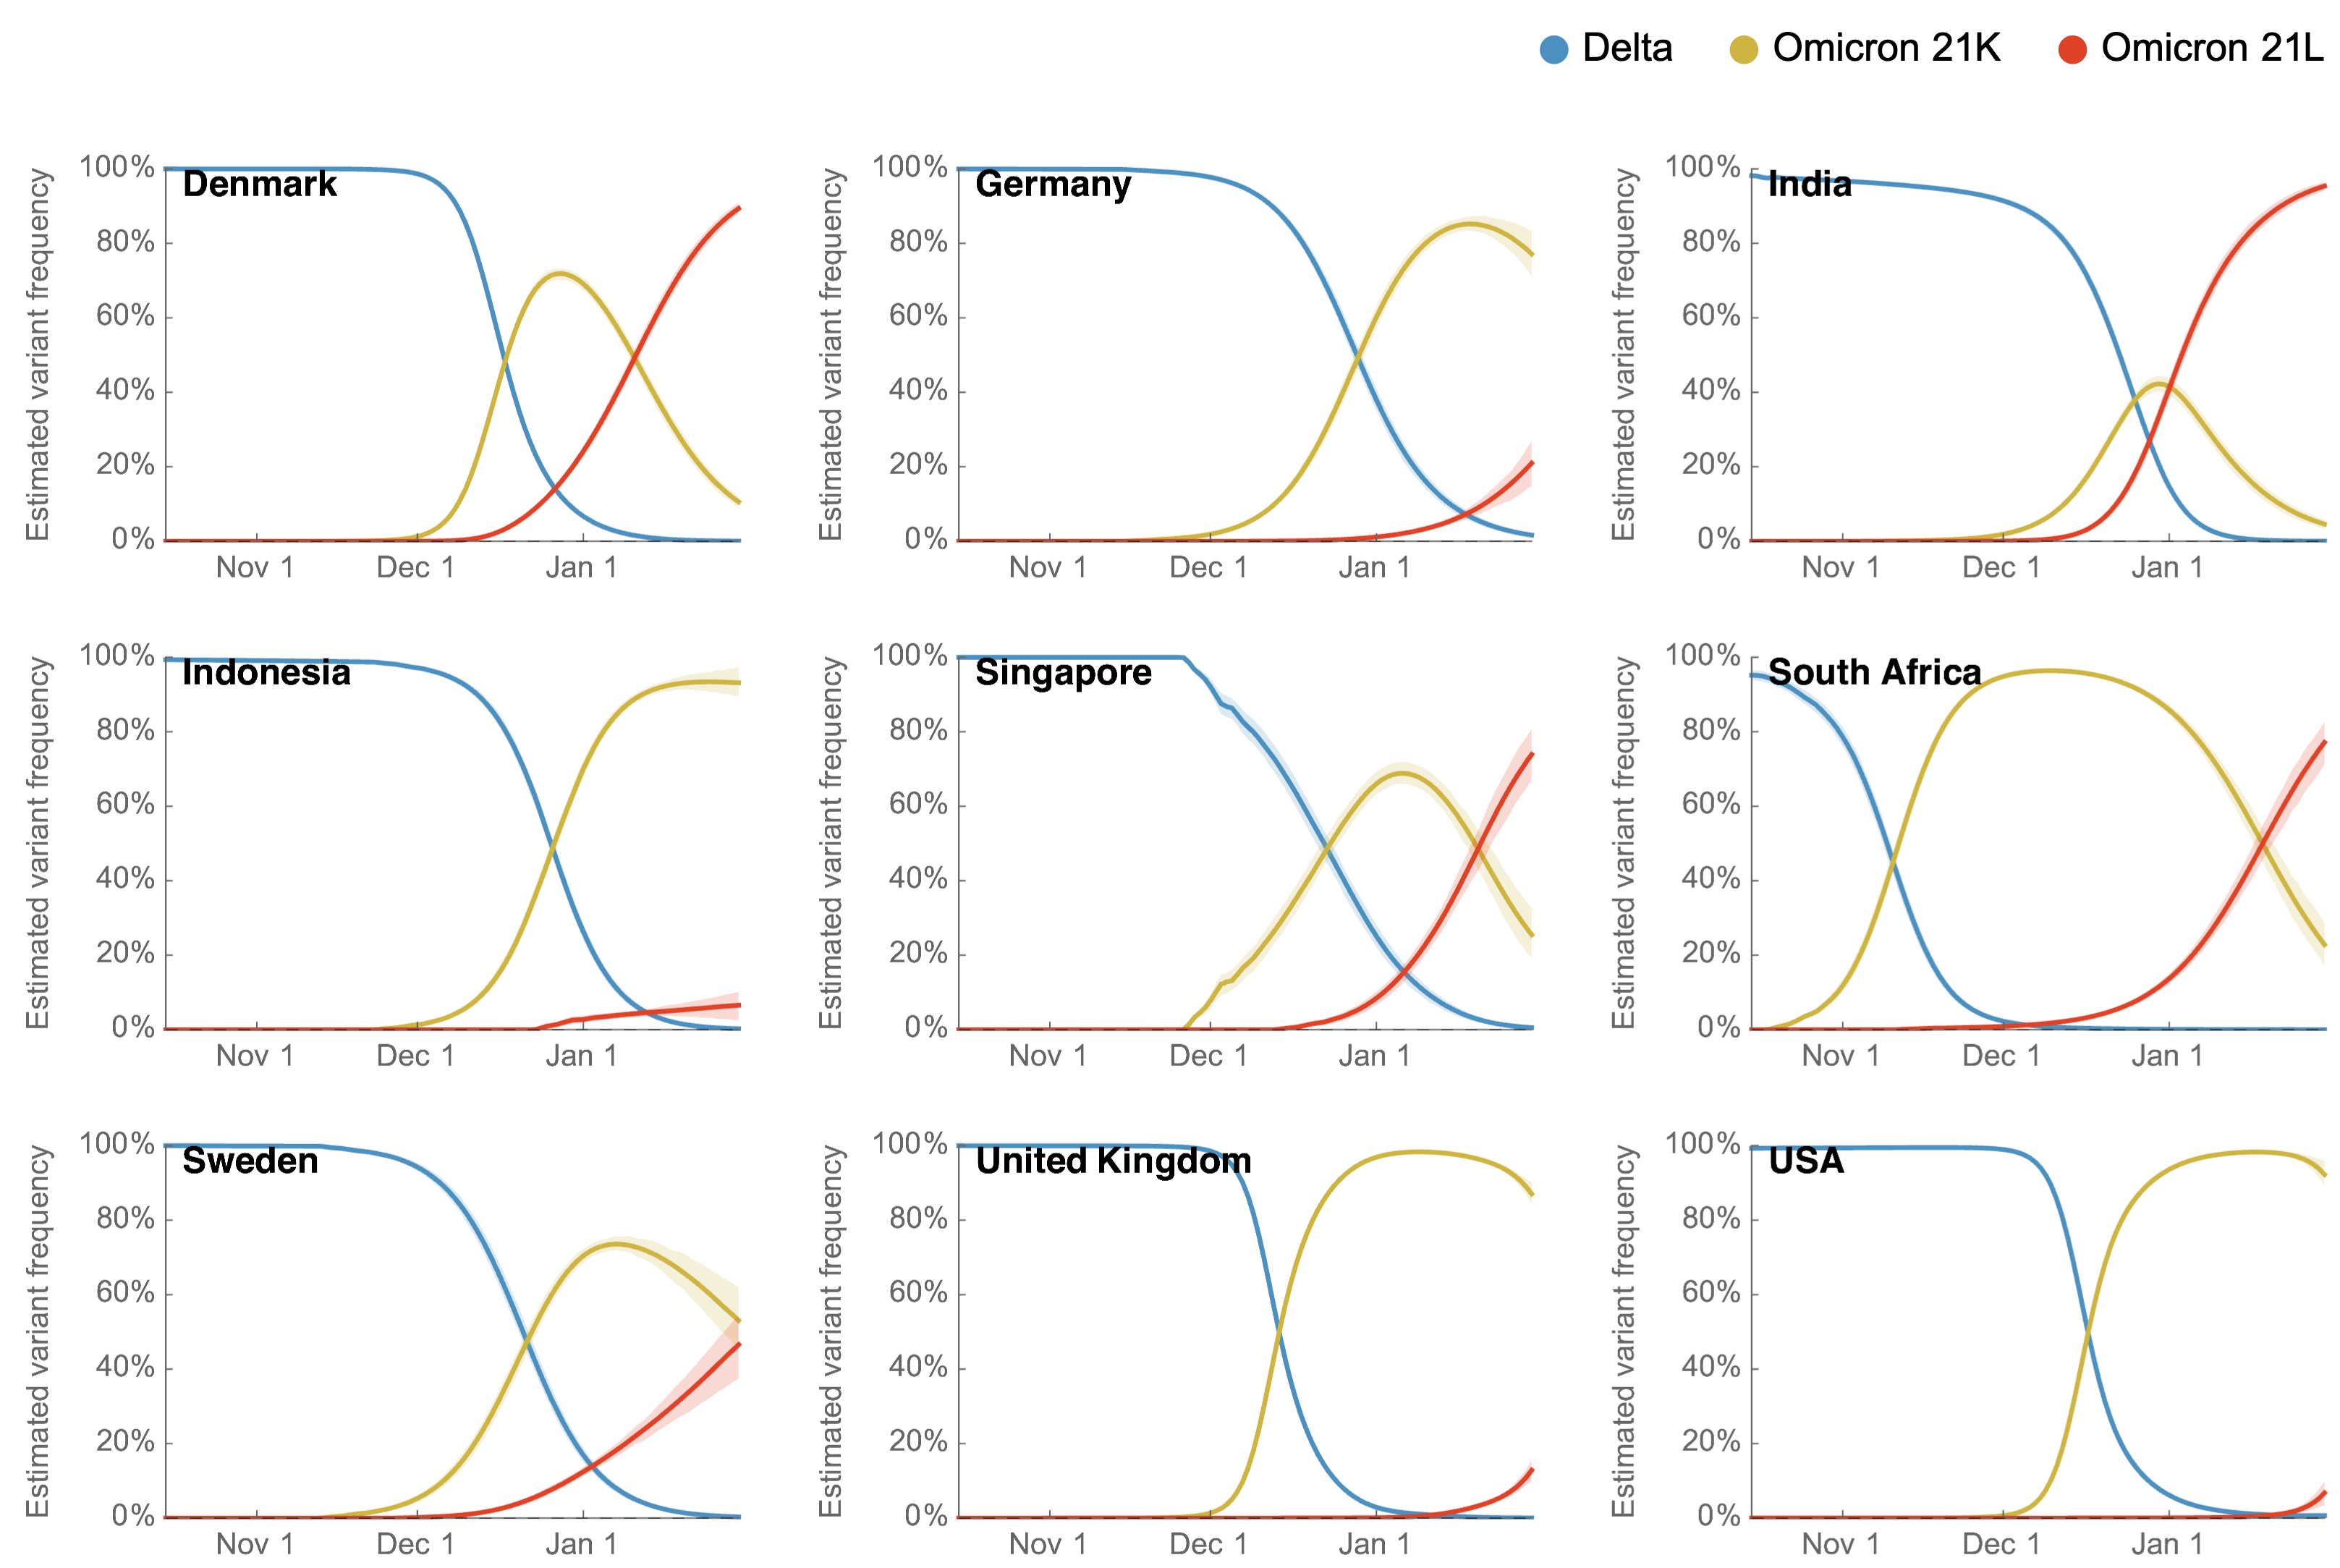 Delta Omicron 21K Omicron 21L
Estimated variant frequency
100%
80%
60%
40%
20%
0%
Denmark
Nov 1 Dec 1 Jan 1
Estimated variant frequency
100%
80%
60%
40%
20%
0%
Germany
Nov 1 Dec 1 Jan 1
Estimated variant frequency
100%
80%
60%
40%
20%
0%
India
Nov 1 Dec 1 Jan 1
Estimated variant frequency
100%
80%
60%
40%
20%
0%
Indonesia
Nov 1 Dec 1 Jan 1
Estimated variant frequency
100%
80%
60%
40%
20%
0%
Singapore
Nov 1 Dec 1 Jan 1
Estimated variant frequency
100%
80%
60%
40%
20%
0%
South Africa
Nov 1 Dec 1 Jan 1
Estimated variant frequency
100%
80%
60%
40%
20%
0%
Sweden
Nov 1 Dec 1 Jan 1
Estimated variant frequency
100%
80%
60%
40%
20%
0%
United Kingdom
Nov 1 Dec 1 Jan 1
Estimated variant frequency
100%
80%
60%
40%
20%
0%
USA
Nov 1 Dec 1 Jan 1